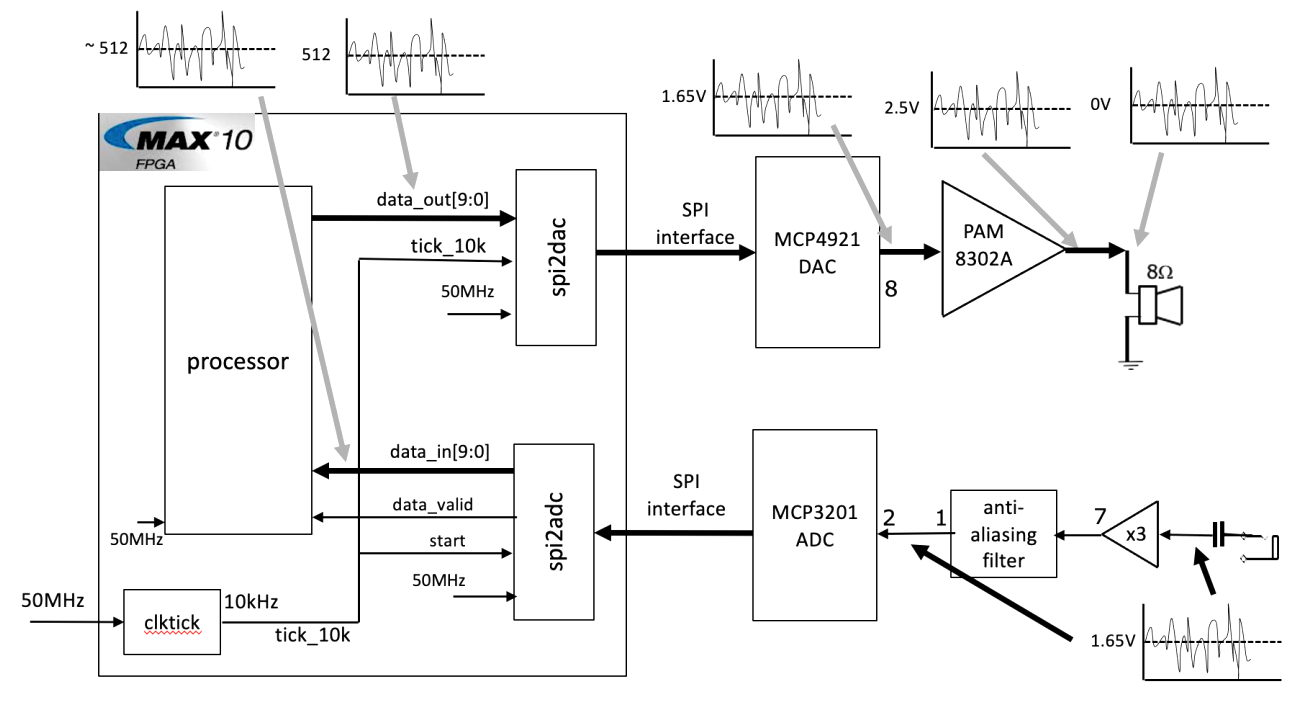 ~ 512
512
1.65V
2.5V
0V
MAX® 10
FPGA
data_out[9:0]
tick_10k
50MHz
spi2dac
SPI
interface
MCP4921
DAC
8
PAM
8302A
8Ω
processor
data_in[9:0]
data_valid
start
50MHz
spi2adc
SPI
interface
MCP3201
ADC
2
1
anti-
aliasing
filter
7
x3
50MHz
50MHz
clktick
10kHz
tick_10k
1.65V